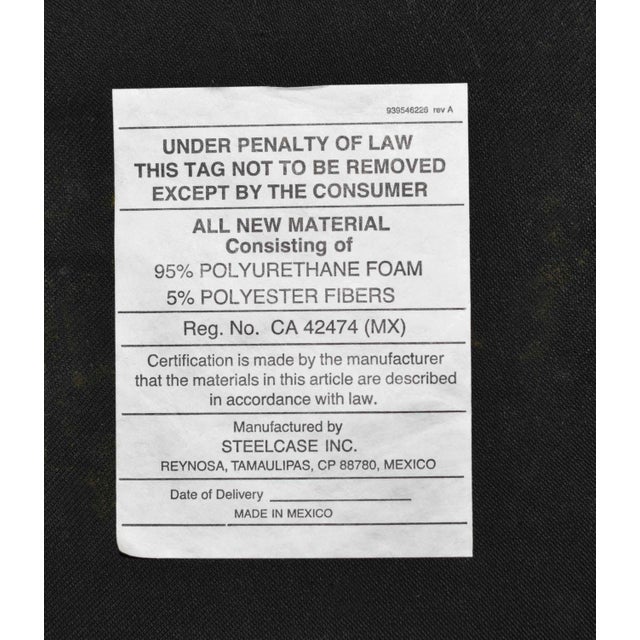 939546226 rev A
UNDER PENALTY OF LAW
THIS TAG NOT TO BE REMOVED
EXCEPT BY THE CONSUMER
ALL NEW MATERIAL
Consisting of
95% POLYURETHANE FOAM
5% POLYESTER FIBERS
Reg. No. CA 42474 (MX)
Certification is made by the manufacturer
that the materials in this article are described
in accordance with law.
Manufactured by
STEELCASE INC.
REYNOSA, TAMAULIPAS, CP 88780, MEXICO
Date of Delivery
MADE IN MEXICO